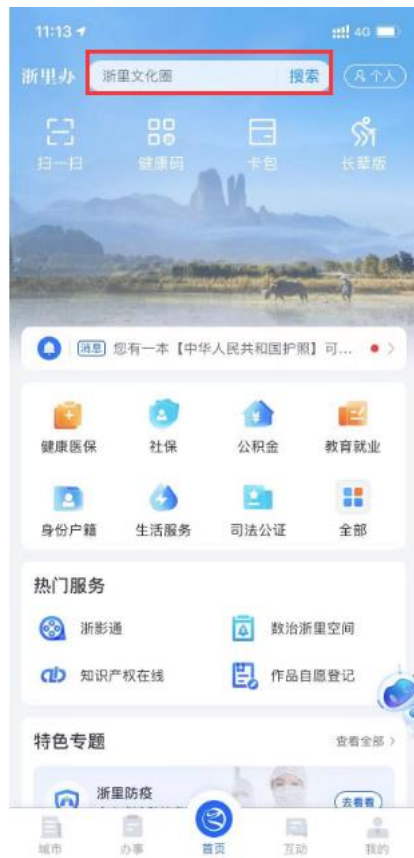 11:13 4G
浙里办 浙里文化圈 搜索 个人
扫一扫 健康码 卡包 长辈版
消息 您有一本【中华人民共和国护照】可...
健康医保 社保 公积金 教育就业
身份户籍 生活服务 司法公证 全部
热门服务
浙影通 数治浙里空间
知识产权在线 作品自愿登记
特色专题 查看全部
浙里防疫
去看看
城市 办事 首页 互动 我的